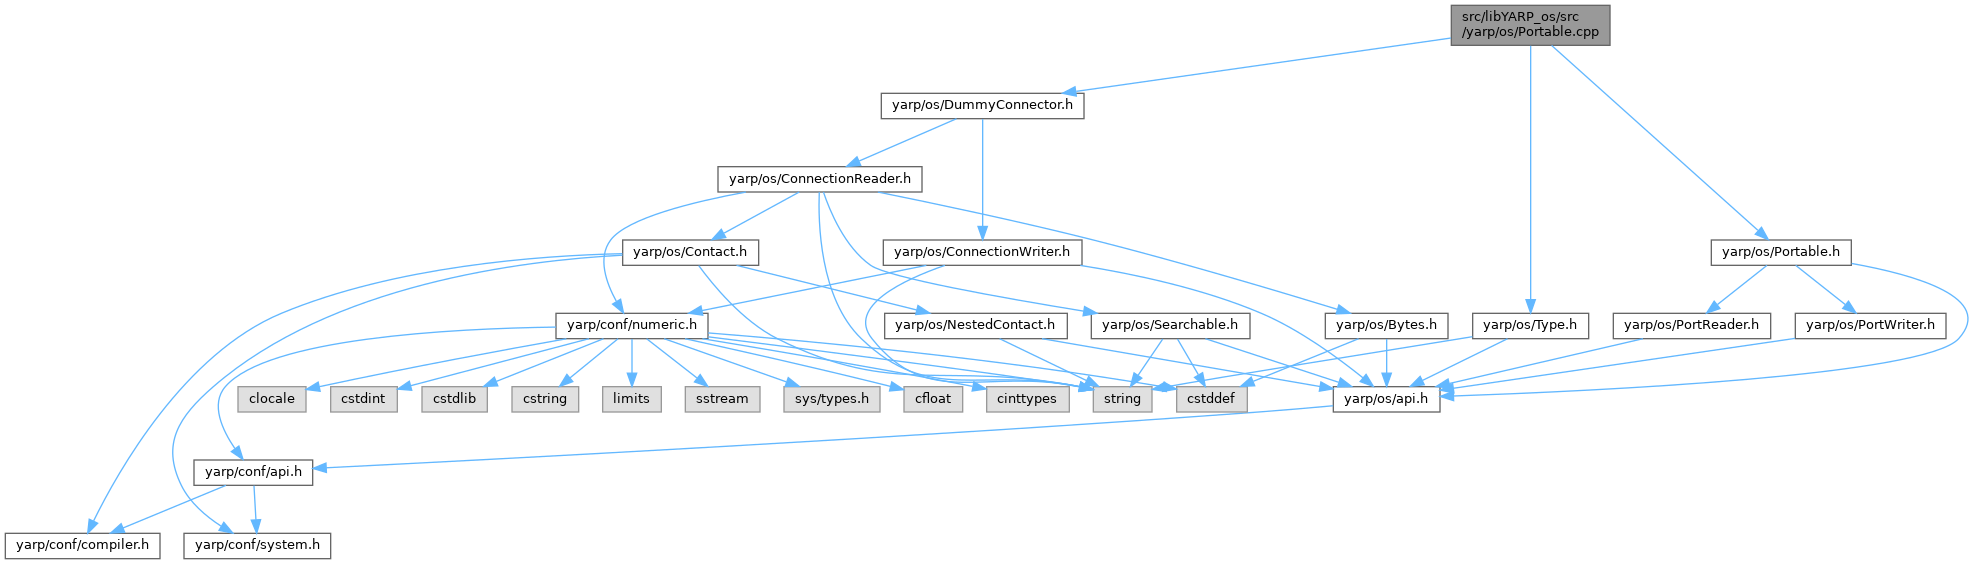 src/libYARP_os/src
/yarp/os/Portable.cpp
yarp/os/DummyConnector.h
yarp/os/ConnectionReader.h
yarp/os/Contact.h
yarp/os/ConnectionWriter.h
yarp/os/Portable.h
yarp/conf/numeric.h
yarp/os/NestedContact.h
yarp/os/Searchable.h
yarp/os/Bytes.h
yarp/os/Type.h
yarp/os/PortReader.h
yarp/os/PortWriter.h
clocale
cstdint
cstdlib
cstring
limits
sstream
sys/types.h
cfloat
cinttypes
string
cstddef
yarp/os/api.h
yarp/conf/api.h
yarp/conf/compiler.h
yarp/conf/system.h